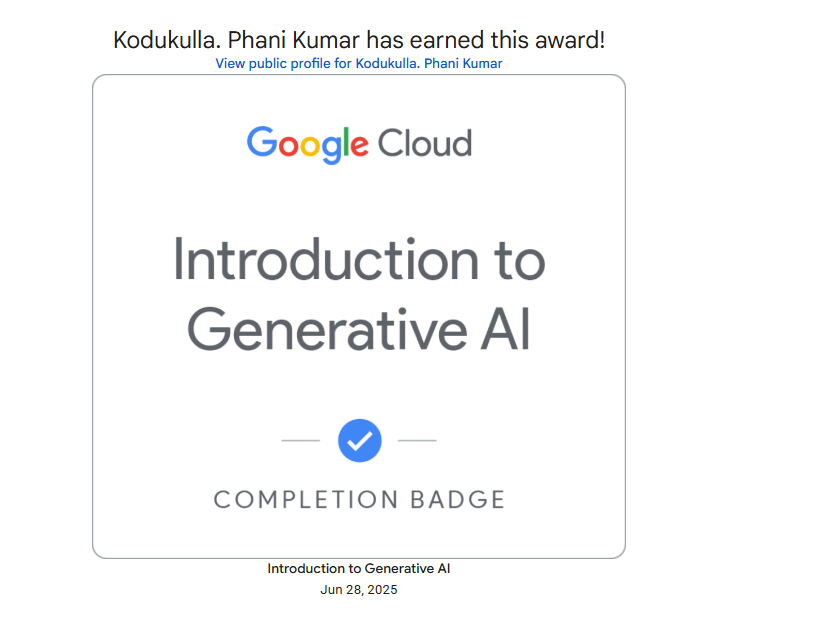 Kodukulla. Phani Kumar has earned this award!
View public profile for Kodukulla. Phani Kumar
Google Cloud
Introduction to
Generative AI
COMPLETION BADGE
Introduction to Generative AI
Jun 28, 2025